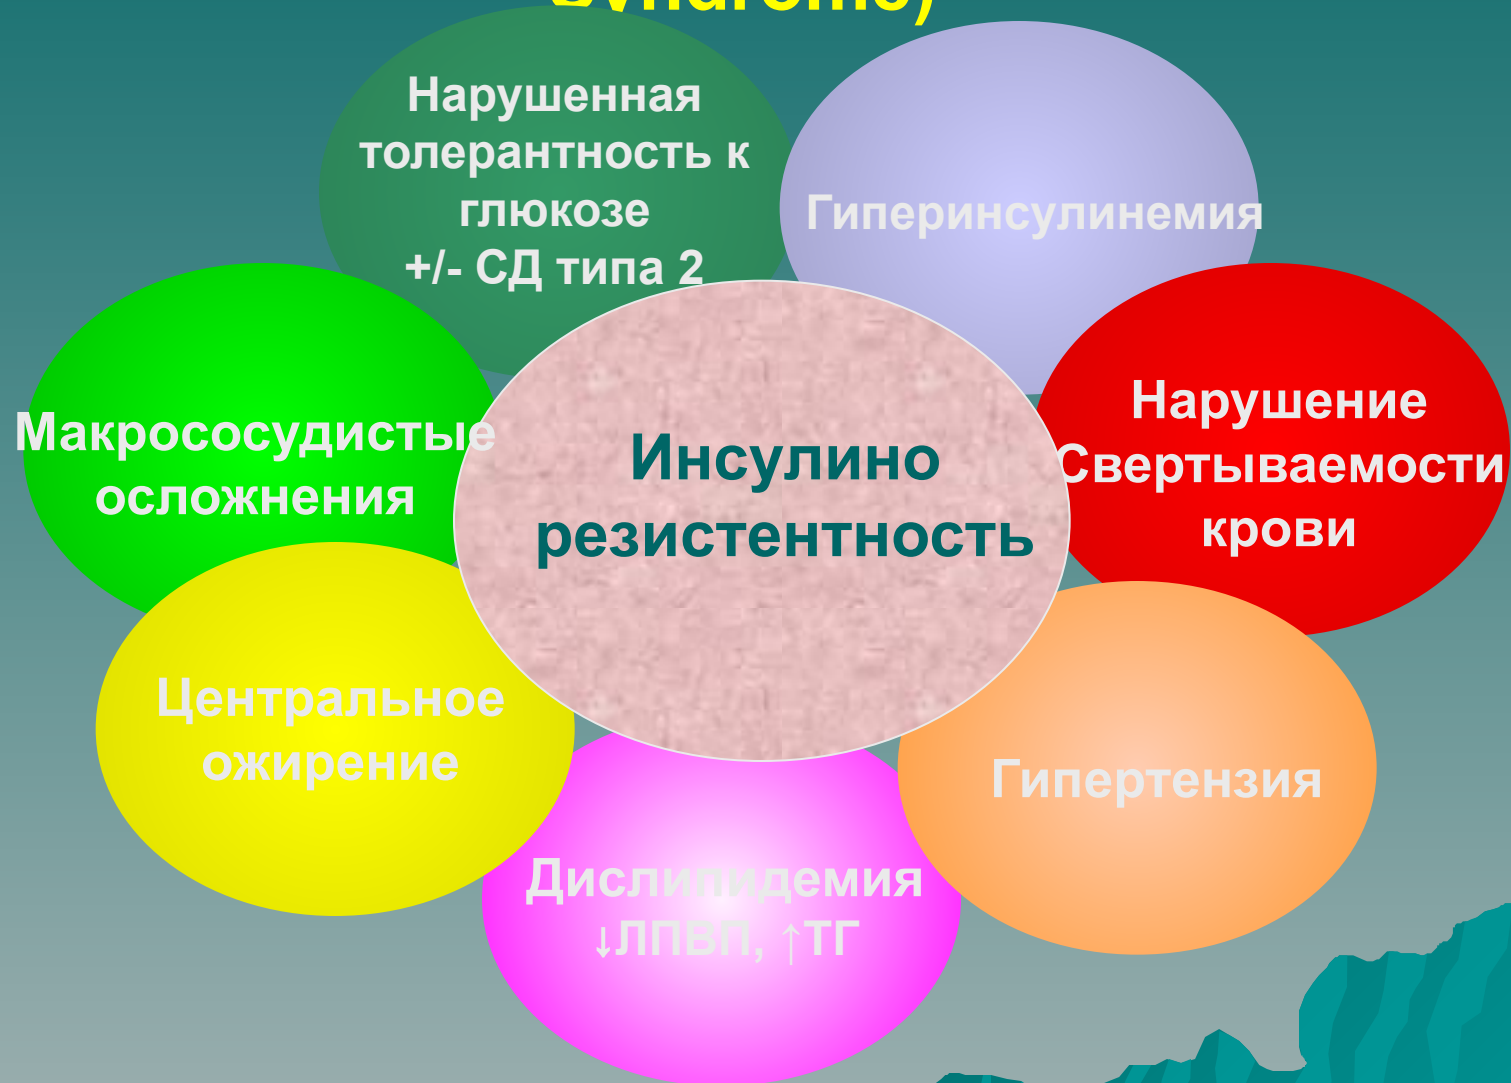 Syndrome)
Нарушенная
толерантность к
глюкозе
+/- СД типа 2
Гиперинсулинемия
Макрососудистые
осложнения
Инсулино
резистентность
Нарушение
Свертываемости
крови
Центральное
ожирение
Гипертензия
Дислипидемия
↓ЛПВП, ↑ТГ